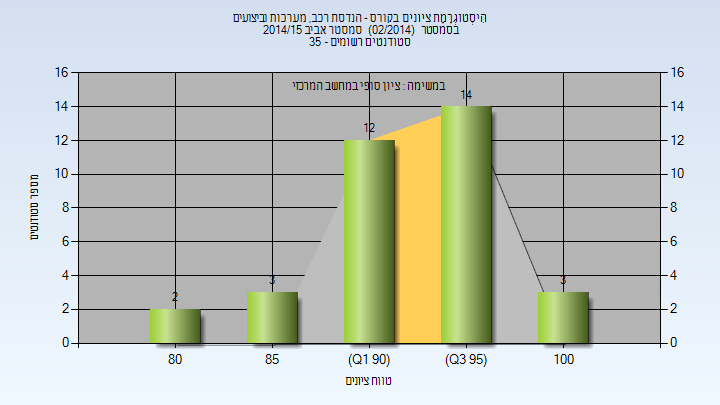 הִיסְטוֹגְרָמַת ציונים בקורס - הנדסת רכב, מערכות וביצועים
בסמסטר (02/2014) סמסטר אביב 2014/15
סטודנטים רשומים - 35
במשימה : ציון סופי במחשב המרכזי
מספר סטודנטים
16 16
14 14 14
12 12 12
10 10
8 8
6 6
4 4
3 3
2 2 2
0 0
80 85 (Q1 90) (Q3 95) 100
טווח ציונים